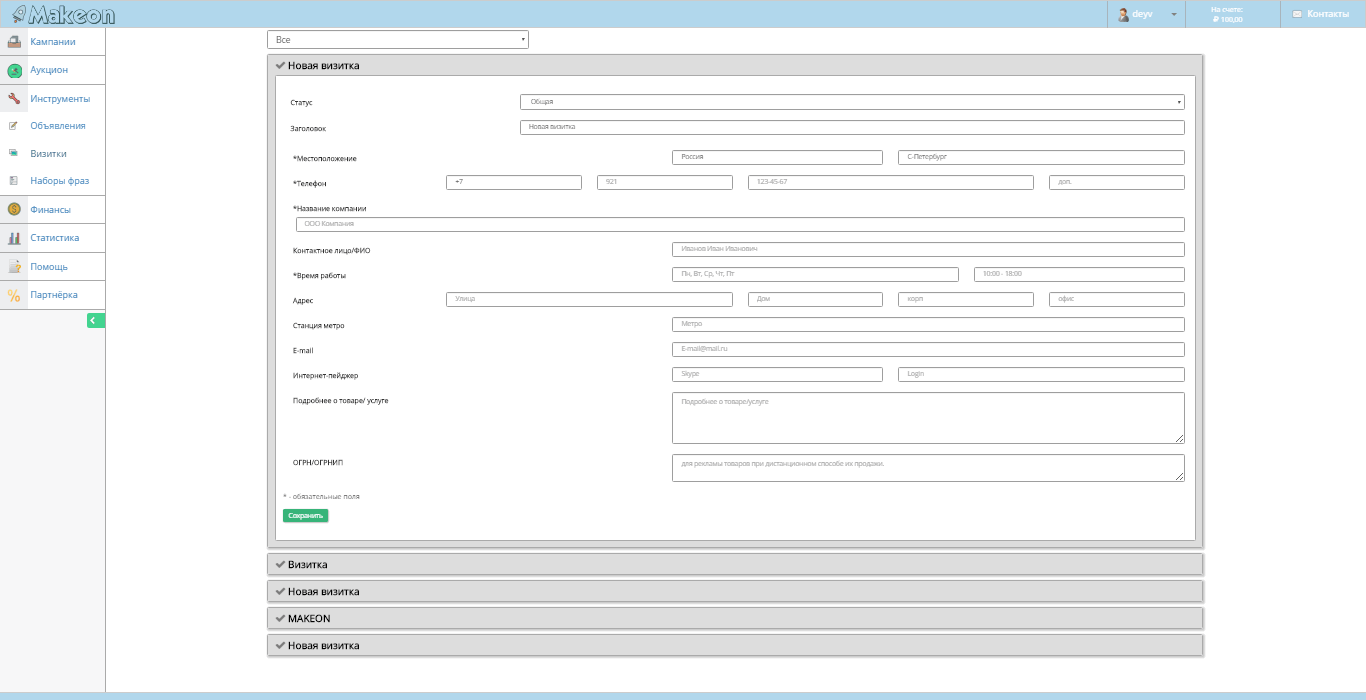 Makeon
deyv
На счете:
₽ 100,00
Контакты
Кампании
Аукцион
Инструменты
Объявления
Визитки
Наборы фраз
Финансы
Статистика
Помощь
Партнёрка
Все
Новая визитка
Статус Общая
Заголовок Новая визитка
*Местоположение Россия С-Петербург
*Телефон +7 921 123-45-67 доп.
*Название компании
ООО Компания
Контактное лицо/ФИО Иванов Иван Иванович
*Время работы Пн, Вт, Ср, Чт, Пт 10:00 - 18:00
Адрес Улица Дом корп офис
Станция метро Метро
E-mail E-mail@mail.ru
Интернет-пейджер Skype Login
Подробнее о товаре/ услуге Подробнее о товаре/услуге
ОГРН/ОГРНИП для рекламы товаров при дистанционном способе их продажи.
* - обязательные поля
Сохранить
Визитка
Новая визитка
MAKEON
Новая визитка